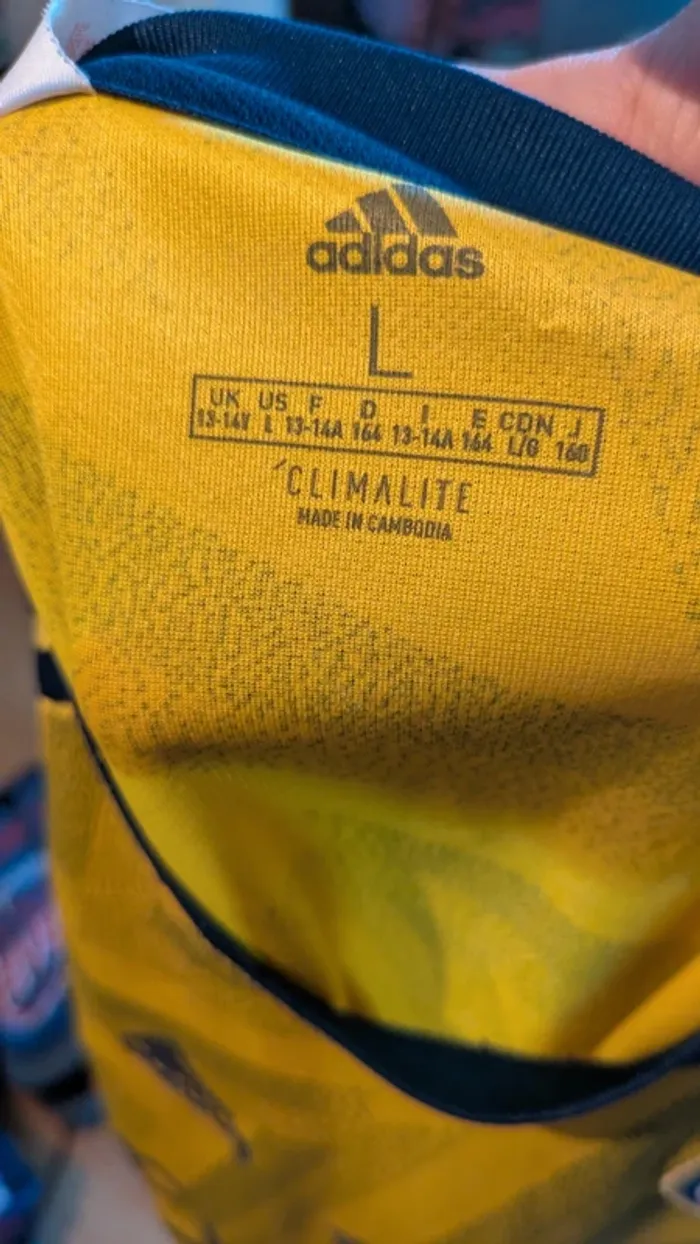 adidas
L
UK US F D I E CDN J
13-14Y L 13-14A 164 13-14A 164 L/G 160
CLIMALITE
MADE IN CAMBODIA